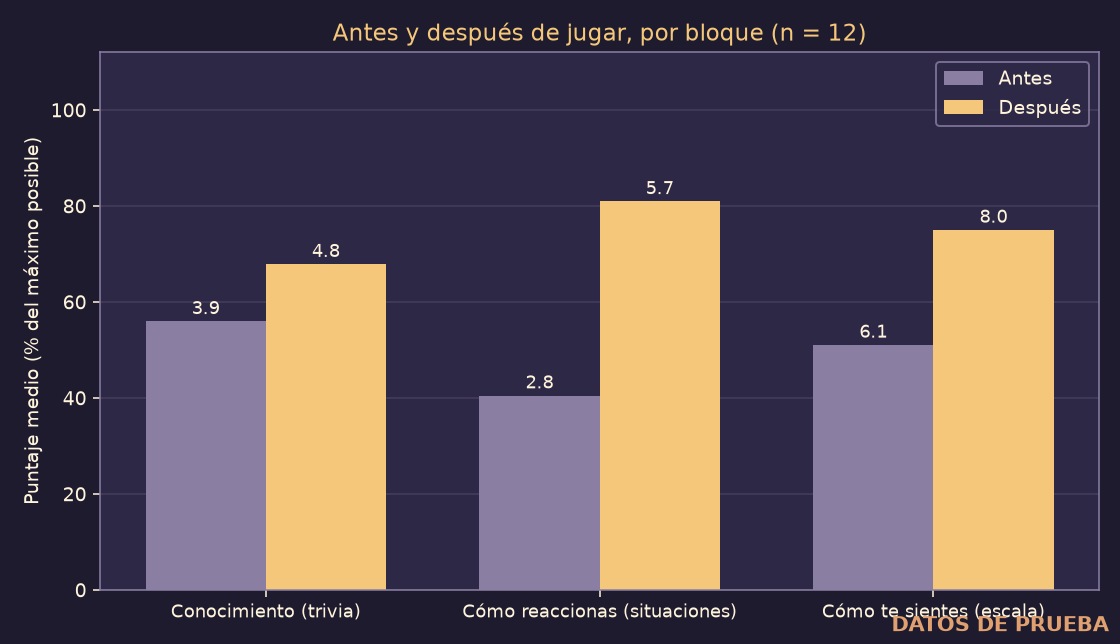 Antes y después de jugar, por bloque (n = 12)
Antes
Después
Puntaje medio (% del máximo posible)
100
80
60
40
20
0
3.9
4.8
2.8
5.7
6.1
8.0
Conocimiento (trivia)
Cómo reaccionas (situaciones)
Cómo te sientes (escala)
DATOS DE PRUEBA